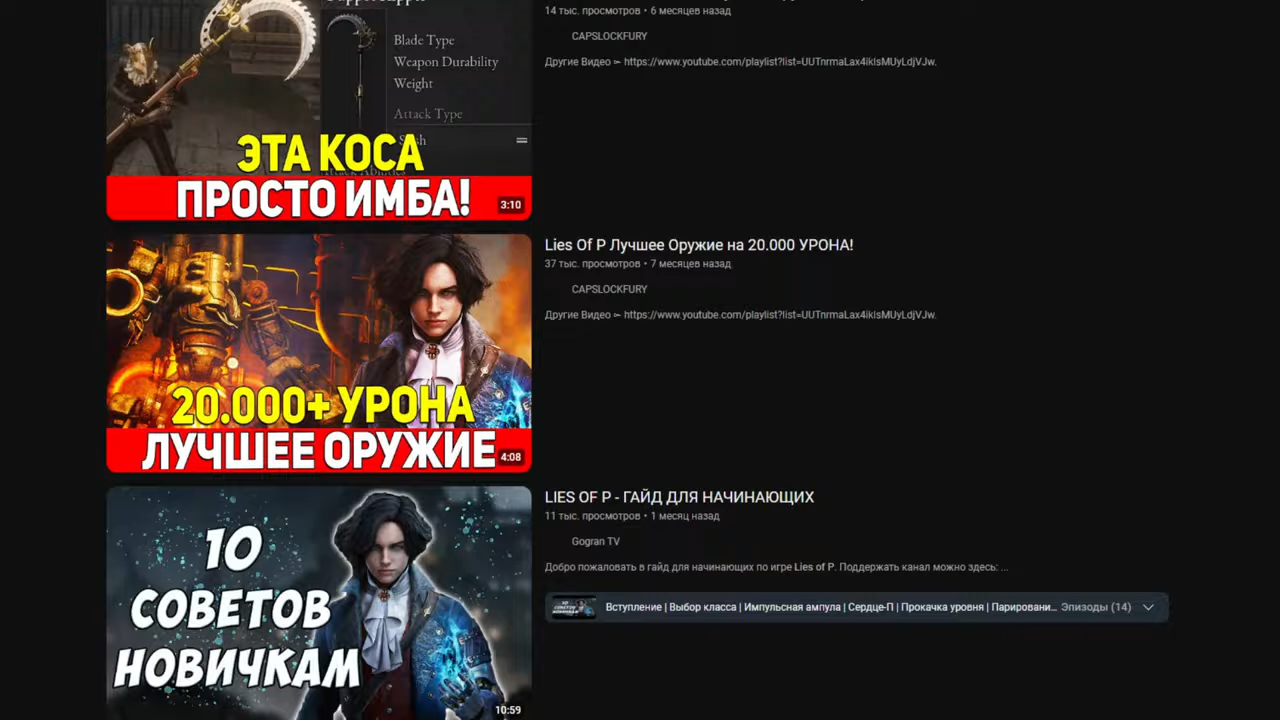 Blade Type
Weapon Durability
Weight
Attack Type
ЭТА КОСА
ПРОСТО ИМБА!
3:10
14 тыс. просмотров • 6 месяцев назад
CAPSLOCKFURY
Другие Видео ➣ https://www.youtube.com/playlist?list=UUTnrmaLax4ikIsMUyLdjVJw.
20.000+ УРОНА
ЛУЧШЕЕ ОРУЖИЕ
4:08
Lies Of P Лучшее Оружие на 20.000 УРОНА!
37 тыс. просмотров • 7 месяцев назад
CAPSLOCKFURY
Другие Видео ➣ https://www.youtube.com/playlist?list=UUTnrmaLax4ikIsMUyLdjVJw.
10
СОВЕТОВ
НОВИЧКАМ
10:59
LIES OF P - ГАЙД ДЛЯ НАЧИНАЮЩИХ
11 тыс. просмотров • 1 месяц назад
Gogran TV
Добро пожаловать в гайд для начинающих по игре Lies of P. Поддержать канал можно здесь: ...
Вступление | Выбор класса | Импульсная ампула | Сердце-П | Прокачка уровня | Парировани... Эпизоды (14)